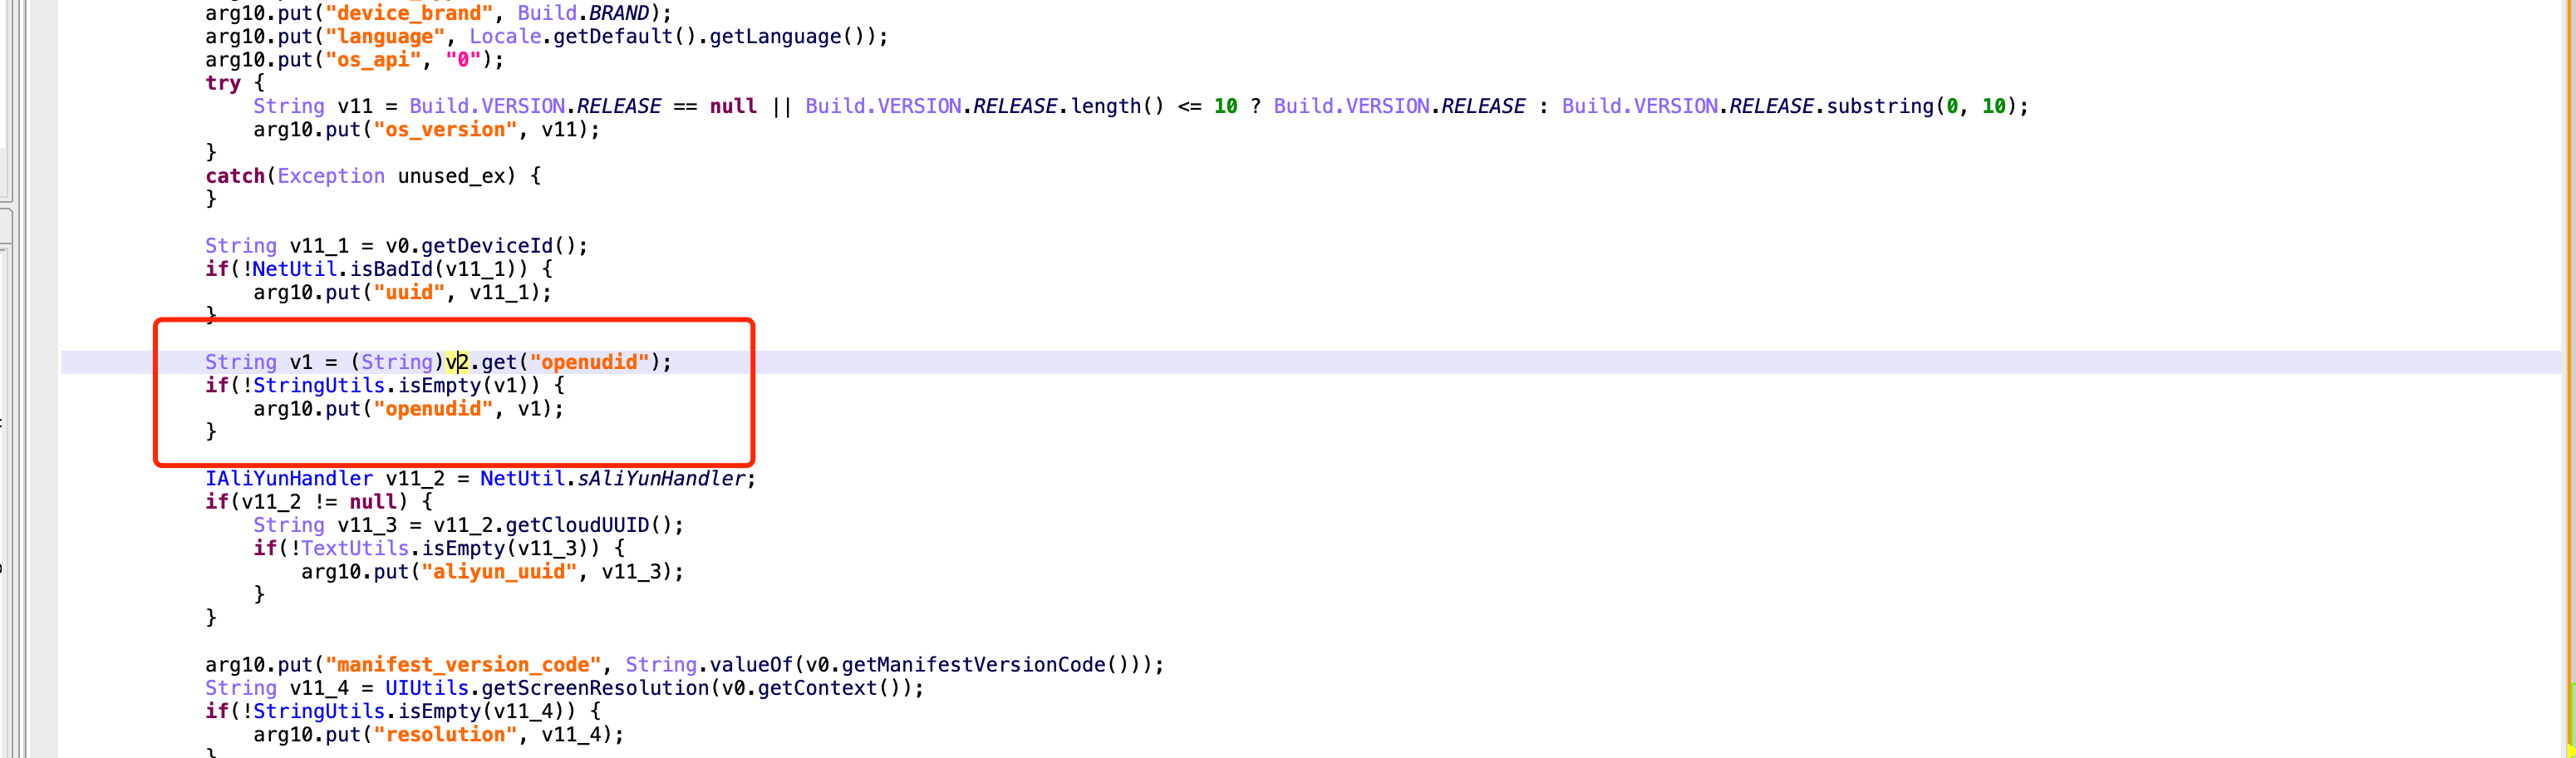 arg10.put("device_brand", Build.BRAND);
arg10.put("language", Locale.getDefault().getLanguage());
arg10.put("os_api", "0");
try {
String v11 = Build.VERSION.RELEASE == null || Build.VERSION.RELEASE.length() <= 10 ? Build.VERSION.RELEASE : Build.VERSION.RELEASE.substring(0, 10);
arg10.put("os_version", v11);
}
catch(Exception unused_ex) {
}
String v11_1 = v0.getDeviceId();
if(!NetUtil.isBadId(v11_1)) {
arg10.put("uuid", v11_1);
}
String v1 = (String)v2.get("openudid");
if(!StringUtils.isEmpty(v1)) {
arg10.put("openudid", v1);
}
IAliYunHandler v11_2 = NetUtil.sAliYunHandler;
if(v11_2 != null) {
String v11_3 = v11_2.getCloudUUID();
if(!TextUtils.isEmpty(v11_3)) {
arg10.put("aliyun_uuid", v11_3);
}
}
arg10.put("manifest_version_code", String.valueOf(v0.getManifestVersionCode()));
String v11_4 = UIUtils.getScreenResolution(v0.getContext());
if(!StringUtils.isEmpty(v11_4)) {
arg10.put("resolution", v11_4);
}